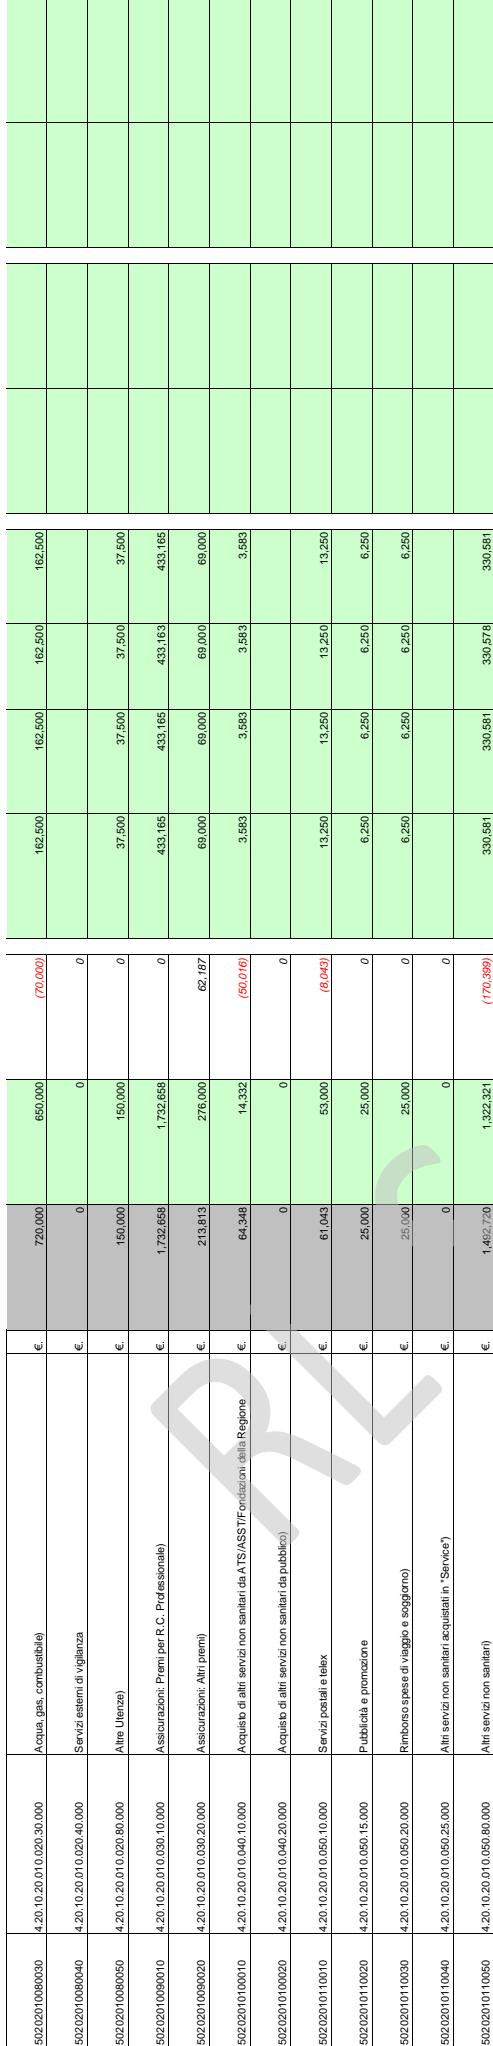 50202010080030 4.20.10.20.010.020.30.000 Acqua, gas, combustibile) €. 720,000 650,000 (70,000) 162,500 162,500 162,500 162,500
50202010080040 4.20.10.20.010.020.40.000 Servizi esterni di vigilanza €. 0 0 0
50202010080050 4.20.10.20.010.020.80.000 Altre Utenze) €. 150,000 150,000 0 37,500 37,500 37,500 37,500
50202010090010 4.20.10.20.010.030.10.000 Assicurazioni: Premi per R.C. Professionale) €. 1,732,658 1,732,658 0 433,165 433,165 433,163 433,165
50202010090020 4.20.10.20.010.030.20.000 Assicurazioni: Altri premi) €. 213,813 276,000 62,187 69,000 69,000 69,000 69,000
50202010100010 4.20.10.20.010.040.10.000 Acquisto di altri servizi non sanitari da ATS/ASST/Fondazioni della Regione €. 64,348 14,332 (50,016) 3,583 3,583 3,583 3,583
50202010100020 4.20.10.20.010.040.20.000 Acquisto di altri servizi non sanitari da pubblico) €. 0 0 0
50202010110010 4.20.10.20.010.050.10.000 Servizi postali e telex €. 61,043 53,000 (8,043) 13,250 13,250 13,250 13,250
50202010110020 4.20.10.20.010.050.15.000 Pubblicità e promozione €. 25,000 25,000 0 6,250 6,250 6,250 6,250
50202010110030 4.20.10.20.010.050.20.000 Rimborso spese di viaggio e soggiorno) €. 25,000 25,000 0 6,250 6,250 6,250 6,250
50202010110040 4.20.10.20.010.050.25.000 Altri servizi non sanitari acquistati in "Service") €. 0 0 0
50202010110050 4.20.10.20.010.050.80.000 Altri servizi non sanitari) €. 1,492,720 1,322,321 (170,399) 330,581 330,581 330,578 330,581